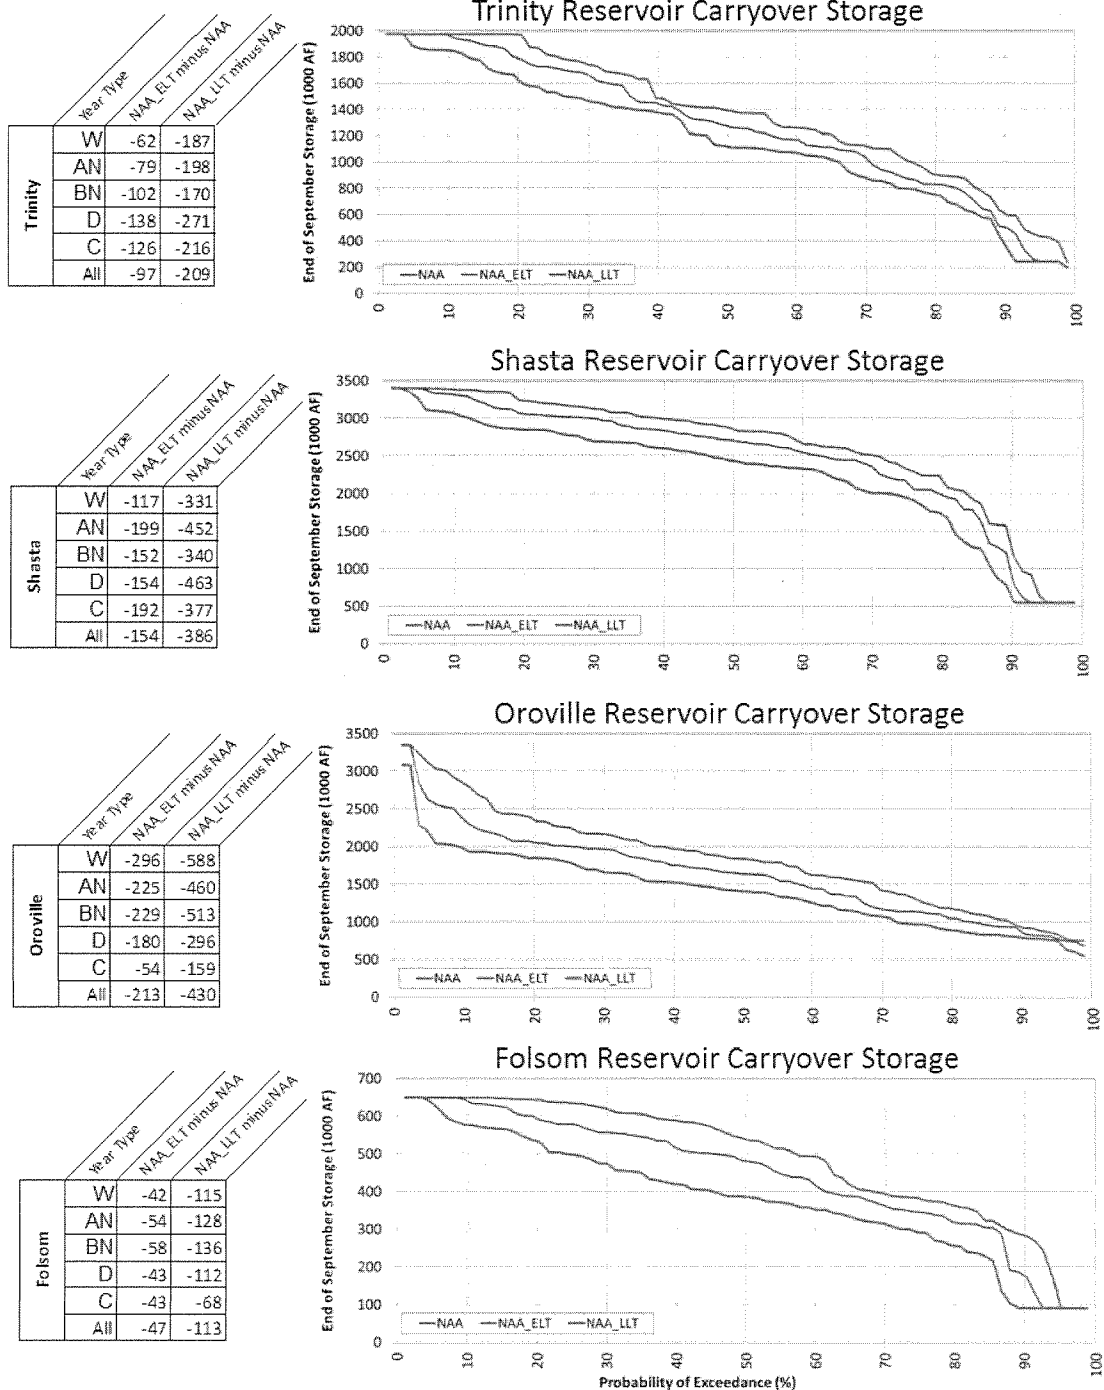 Trinity Reservoir Carryover Storage
Year Type
NAA_ELT minus NAA
NAA_LLT minus NAA
Trinity
W -62 -187
AN -79 -198
BN -102 -170
D -138 -271
C -126 -216
All -97 -209
End of September Storage (1000 AF)
2000
1800
1600
1400
1200
1000
800
600
400
200
0
NAA NAA_ELT NAA_LLT
0 10 20 30 40 50 60 70 80 90 100
Shasta Reservoir Carryover Storage
Year Type
NAA_ELT minus NAA
NAA_LLT minus NAA
Shasta
W -117 -331
AN -199 -452
BN -152 -340
D -154 -463
C -192 -377
All -154 -386
End of September Storage (1000 AF)
3500
3000
2500
2000
1500
1000
500
0
NAA NAA_ELT NAA_LLT
0 10 20 30 40 50 60 70 80 90 100
Oroville Reservoir Carryover Storage
Year Type
NAA_ELT minus NAA
NAA_LLT minus NAA
Oroville
W -296 -588
AN -225 -460
BN -229 -513
D -180 -296
C -54 -159
All -213 -430
End of September Storage (1000 AF)
3500
3000
2500
2000
1500
1000
500
0
NAA NAA_ELT NAA_LLT
0 10 20 30 40 50 60 70 80 90 100
Folsom Reservoir Carryover Storage
Year Type
NAA_ELT minus NAA
NAA_LLT minus NAA
Folsom
W -42 -115
AN -54 -128
BN -58 -136
D -43 -112
C -43 -68
All -47 -113
End of September Storage (1000 AF)
700
600
500
400
300
200
100
0
NAA NAA_ELT NAA_LLT
0 10 20 30 40 50 60 70 80 90 100
Probability of Exceedance (%)